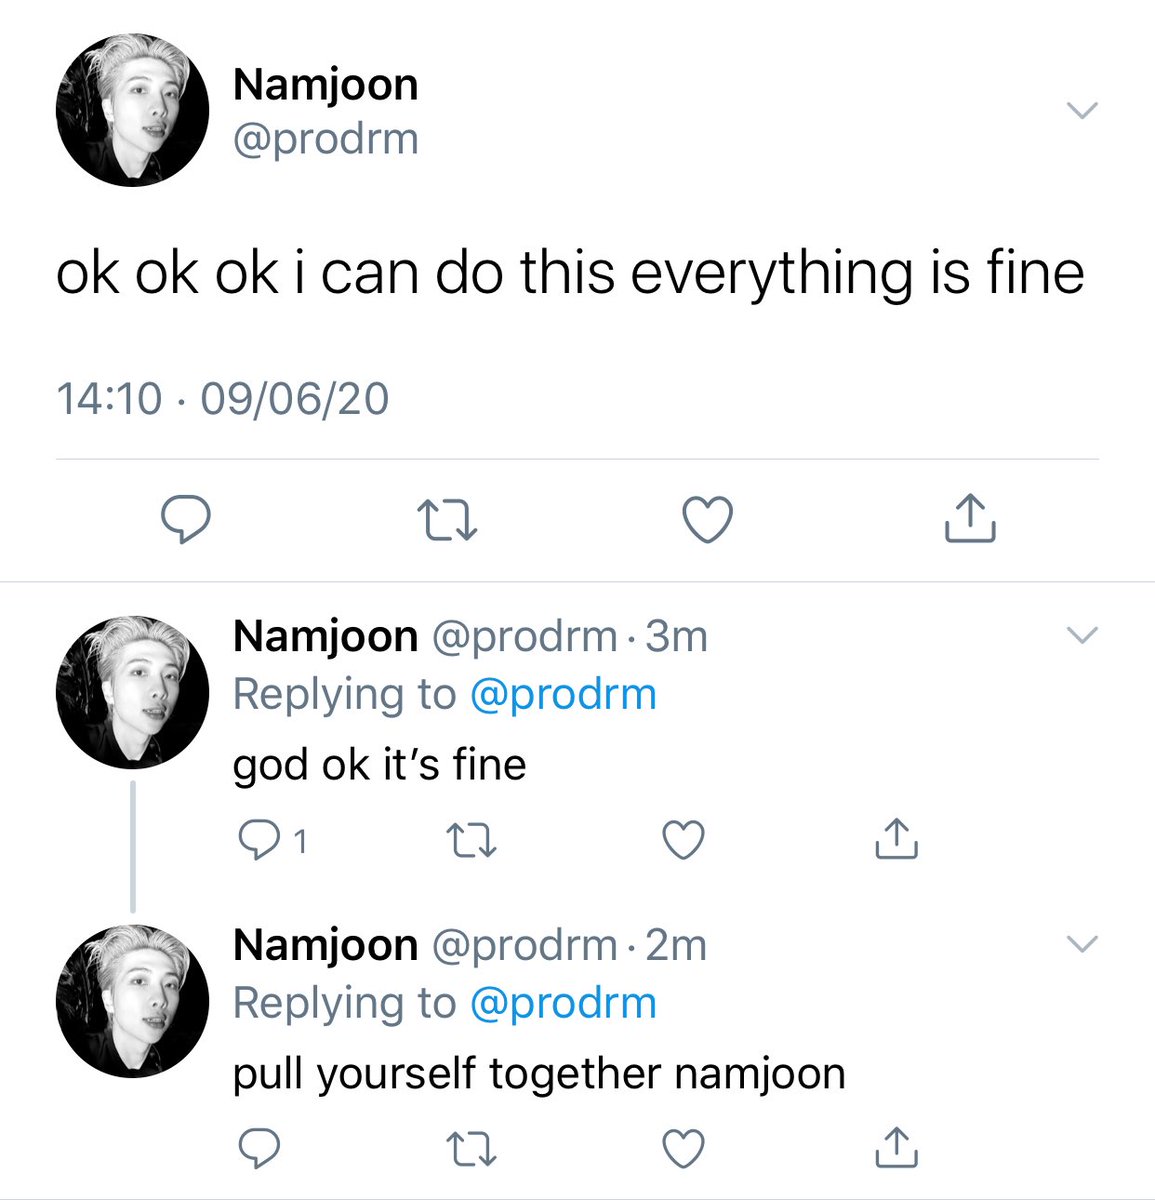 Namjoon
@prodrm
ok ok ok i can do this everything is fine
14:10 · 09/06/20
Namjoon @prodrm · 3m
Replying to @prodrm
god ok it’s fine
1
Namjoon @prodrm · 2m
Replying to @prodrm
pull yourself together namjoon